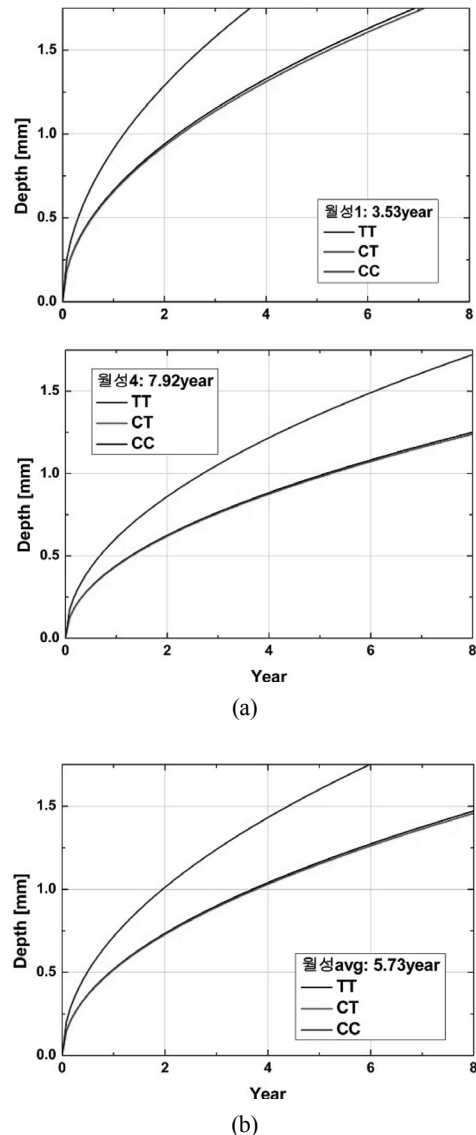 1.5
1.0
0.5
0.0
Depth [mm]
월성1: 3.53year
TT
CT
CC
0 2 4 6 8
1.5
1.0
0.5
0.0
Depth [mm]
월성4: 7.92year
TT
CT
CC
0 2 4 6 8
Year
(a)
1.5
1.0
0.5
0.0
Depth [mm]
월성avg: 5.73year
TT
CT
CC
0 2 4 6 8
Year
(b)